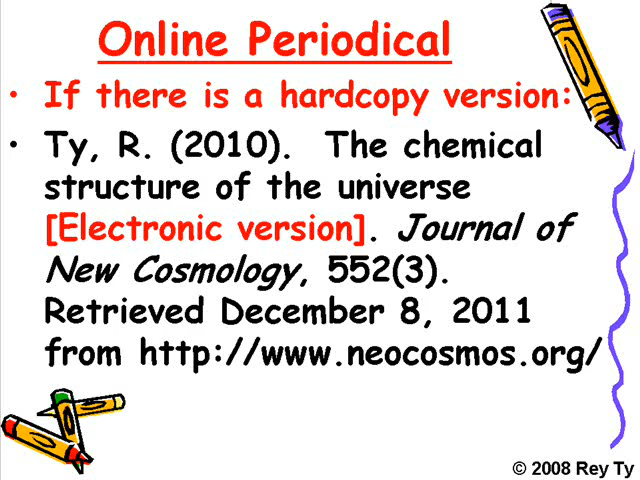 Online Periodical
• If there is a hardcopy version:
• Ty, R. (2010).  The chemical
structure of the universe
[Electronic version]. Journal of
New Cosmology, 552(3).
Retrieved December 8, 2011
from http://www.neocosmos.org/
© 2008 Rey Ty